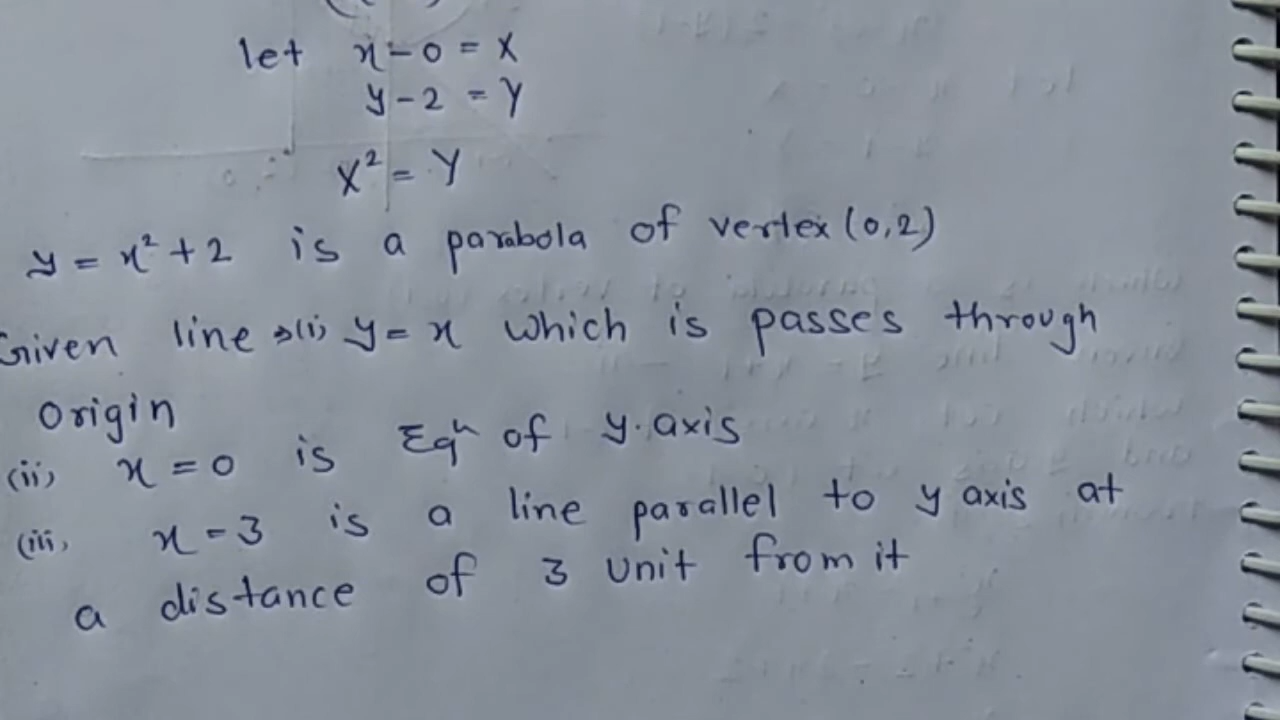 let x - 0 = X
y - 2 = Y
X² = Y
y = x² + 2 is a parabola of vertex (0,2)
Given line →(i) y = x which is passes through
origin
(ii) x = 0 is Eqⁿ of y.axis
(iii) x - 3 is a line parallel to y axis at
a distance of 3 unit from it